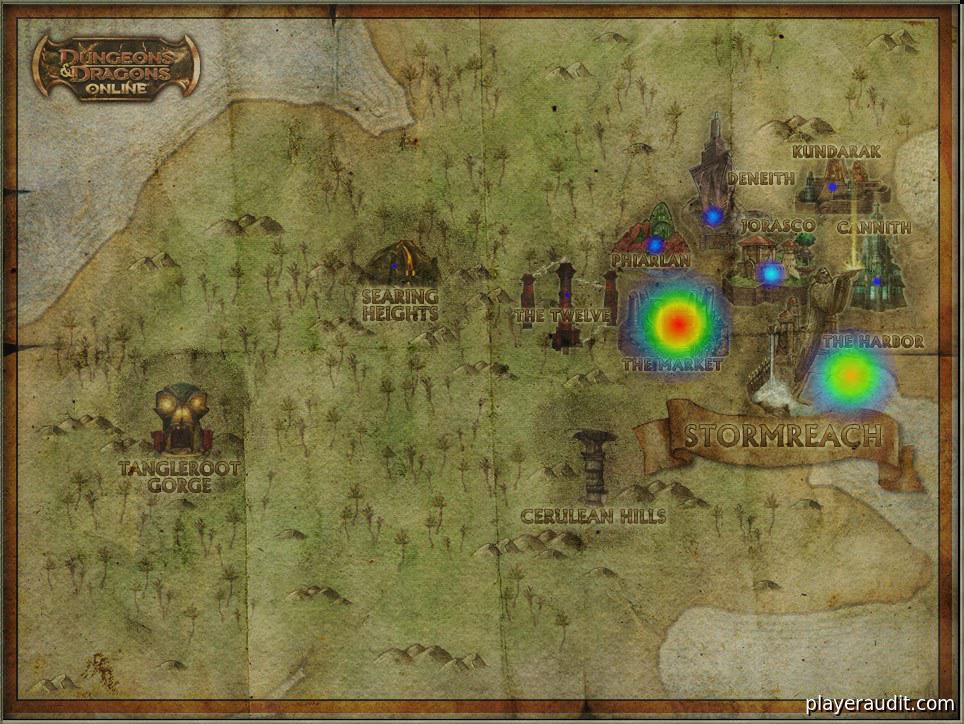 DUNGEONS
& DRAGONS
ONLINE
KUNDARAK
DENEITH
JORASCO
CANNITH
PHIARLAN
SEARING
HEIGHTS
THE TWELVE
THE MARKET
THE HARBOR
STORMREACH
TANGLEROOT
GORGE
CERULEAN HILLS
playeraudit.com